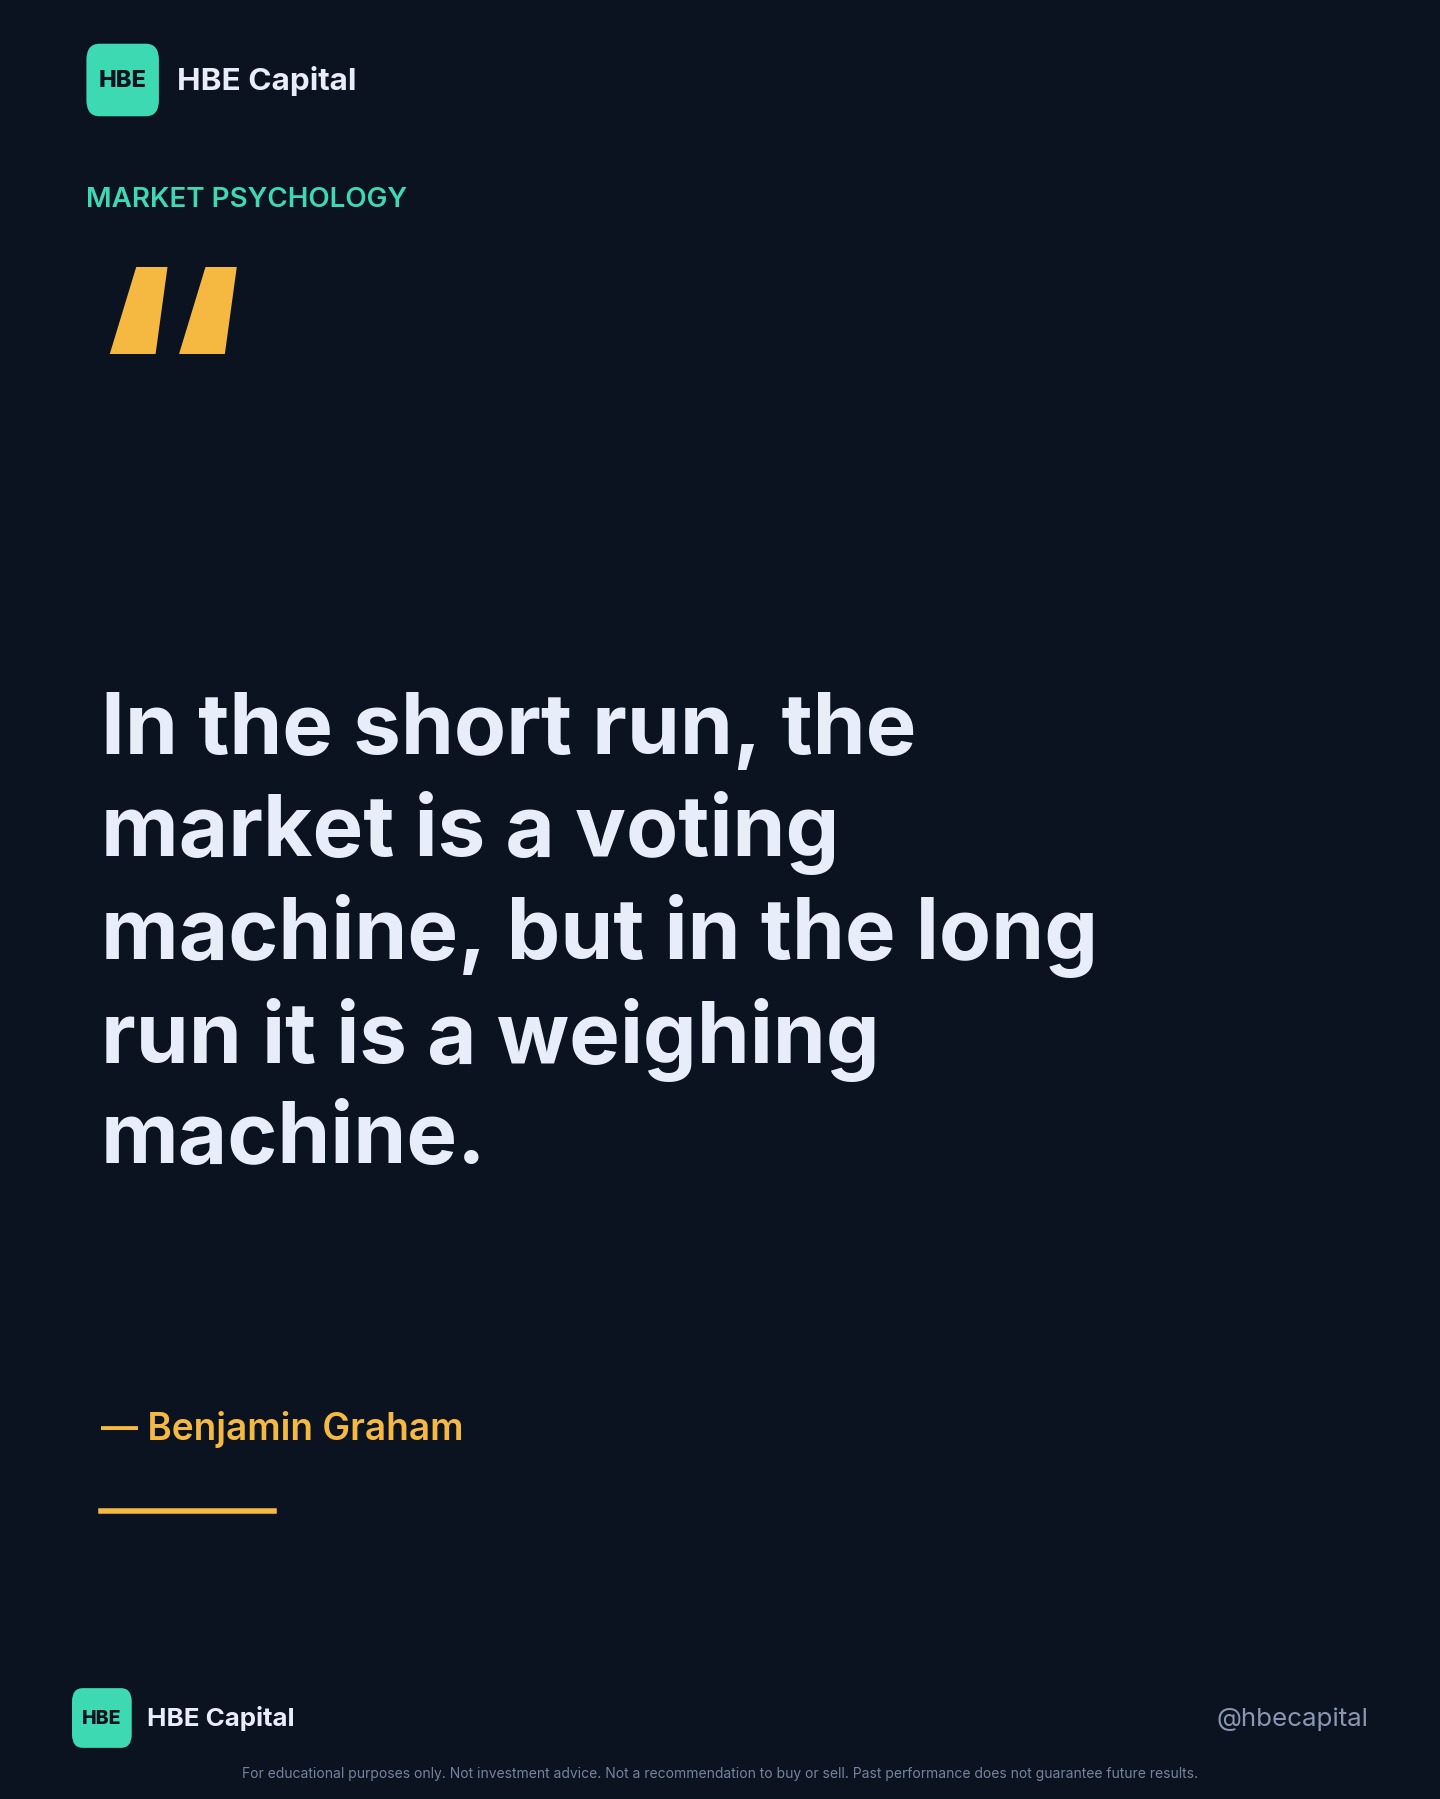 HBE HBE Capital
MARKET PSYCHOLOGY
"
In the short run, the
market is a voting
machine, but in the long
run it is a weighing
machine.
— Benjamin Graham
HBE HBE Capital
@hbecapital
For educational purposes only. Not investment advice. Not a recommendation to buy or sell. Past performance does not guarantee future results.